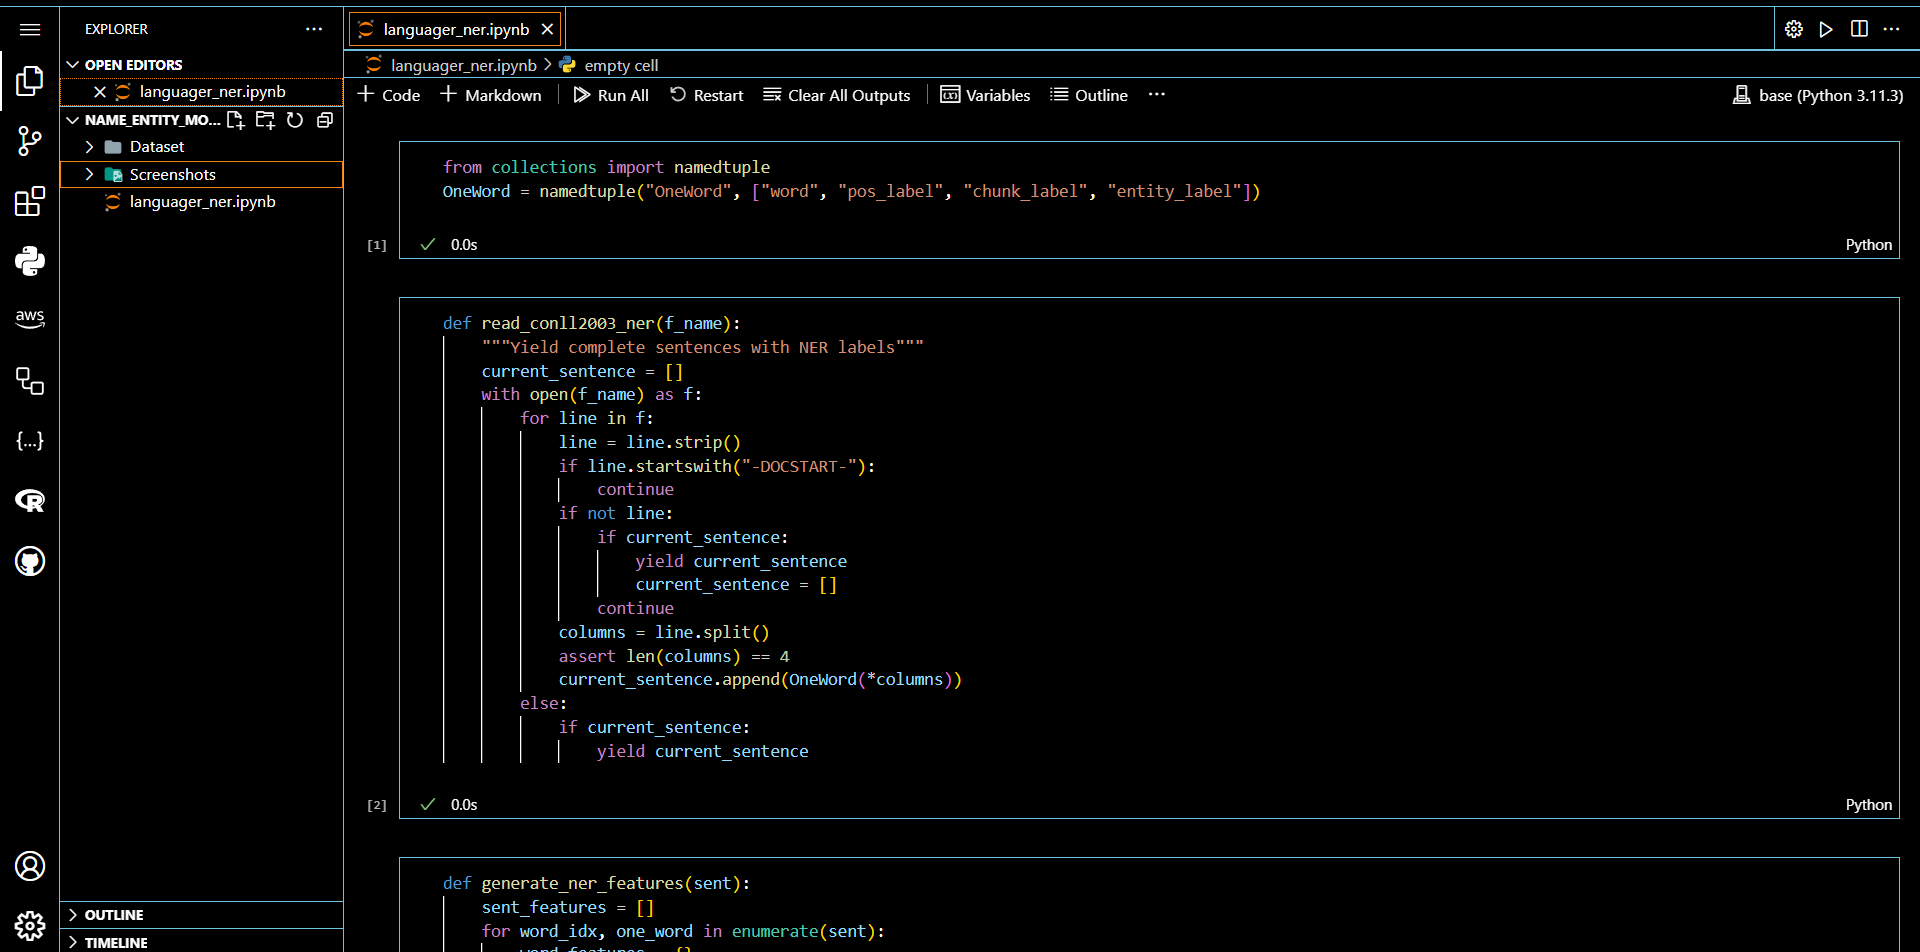 EXPLORER
OPEN EDITORS
languager_ner.ipynb
NAME_ENTITY_MO...
Dataset
Screenshots
languager_ner.ipynb
OUTLINE
TIMELINE
aws
languager_ner.ipynb
languager_ner.ipynb > empty cell
+ Code + Markdown Run All Restart Clear All Outputs Variables Outline ... base (Python 3.11.3)
from collections import namedtuple
OneWord = namedtuple("OneWord", ["word", "pos_label", "chunk_label", "entity_label"])
[1] ✓ 0.0s Python
def read_conll2003_ner(f_name):
    """Yield complete sentences with NER labels"""
    current_sentence = []
    with open(f_name) as f:
        for line in f:
            line = line.strip()
            if line.startswith("-DOCSTART-"):
                continue
            if not line:
                if current_sentence:
                    yield current_sentence
                    current_sentence = []
                continue
            columns = line.split()
            assert len(columns) == 4
            current_sentence.append(OneWord(*columns))
        else:
            if current_sentence:
                yield current_sentence
[2] ✓ 0.0s Python
def generate_ner_features(sent):
    sent_features = []
    for word_idx, one_word in enumerate(sent):
        word_features = {}